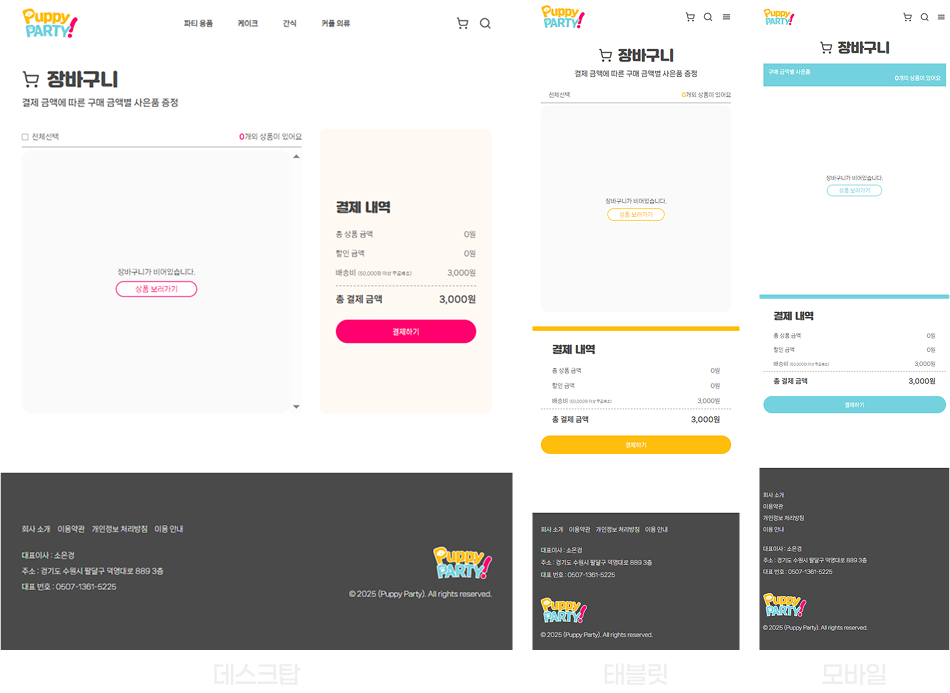 Puppy PARTY!
파티 용품 케이크 간식 커플 의류
장바구니
결제 금액에 따른 구매 금액별 사은품 증정
전체선택 0개의 상품이 있어요
장바구니가 비어있습니다.
상품 보러가기
결제 내역
총 상품 금액 0원
할인 금액 0원
배송비 (50,000원 이상 무료배송) 3,000원
총 결제 금액 3,000원
결제하기
회사 소개 이용약관 개인정보 처리방침 이용 안내
대표이사 : 소은경
주소 : 경기도 수원시 팔달구 덕영대로 889 3층
대표 번호 : 0507-1361-5225
Puppy PARTY!
© 2025 (Puppy Party). All rights reserved.
데스크탑
Puppy PARTY!
장바구니
결제 금액에 따른 구매 금액별 사은품 증정
전체선택 0개의 상품이 있어요
장바구니가 비어있습니다.
상품 보러가기
결제 내역
총 상품 금액 0원
할인 금액 0원
배송비 (50,000원 이상 무료배송) 3,000원
총 결제 금액 3,000원
결제하기
회사 소개 이용약관 개인정보 처리방침 이용 안내
대표이사 : 소은경
주소 : 경기도 수원시 팔달구 덕영대로 889 3층
대표 번호 : 0507-1361-5225
Puppy PARTY!
© 2025 (Puppy Party). All rights reserved.
태블릿
Puppy PARTY!
장바구니
구매 금액별 사은품
0개의 상품이 있어요
장바구니가 비어있습니다.
상품 보러가기
결제 내역
총 상품 금액 0원
할인 금액 0원
배송비 (50,000원 이상 무료배송) 3,000원
총 결제 금액 3,000원
결제하기
회사 소개
이용약관
개인정보 처리방침
이용 안내
대표이사 : 소은경
주소 : 경기도 수원시 팔달구 덕영대로 889 3층
대표 번호 : 0507-1361-5225
Puppy PARTY!
© 2025 (Puppy Party). All rights reserved.
모바일